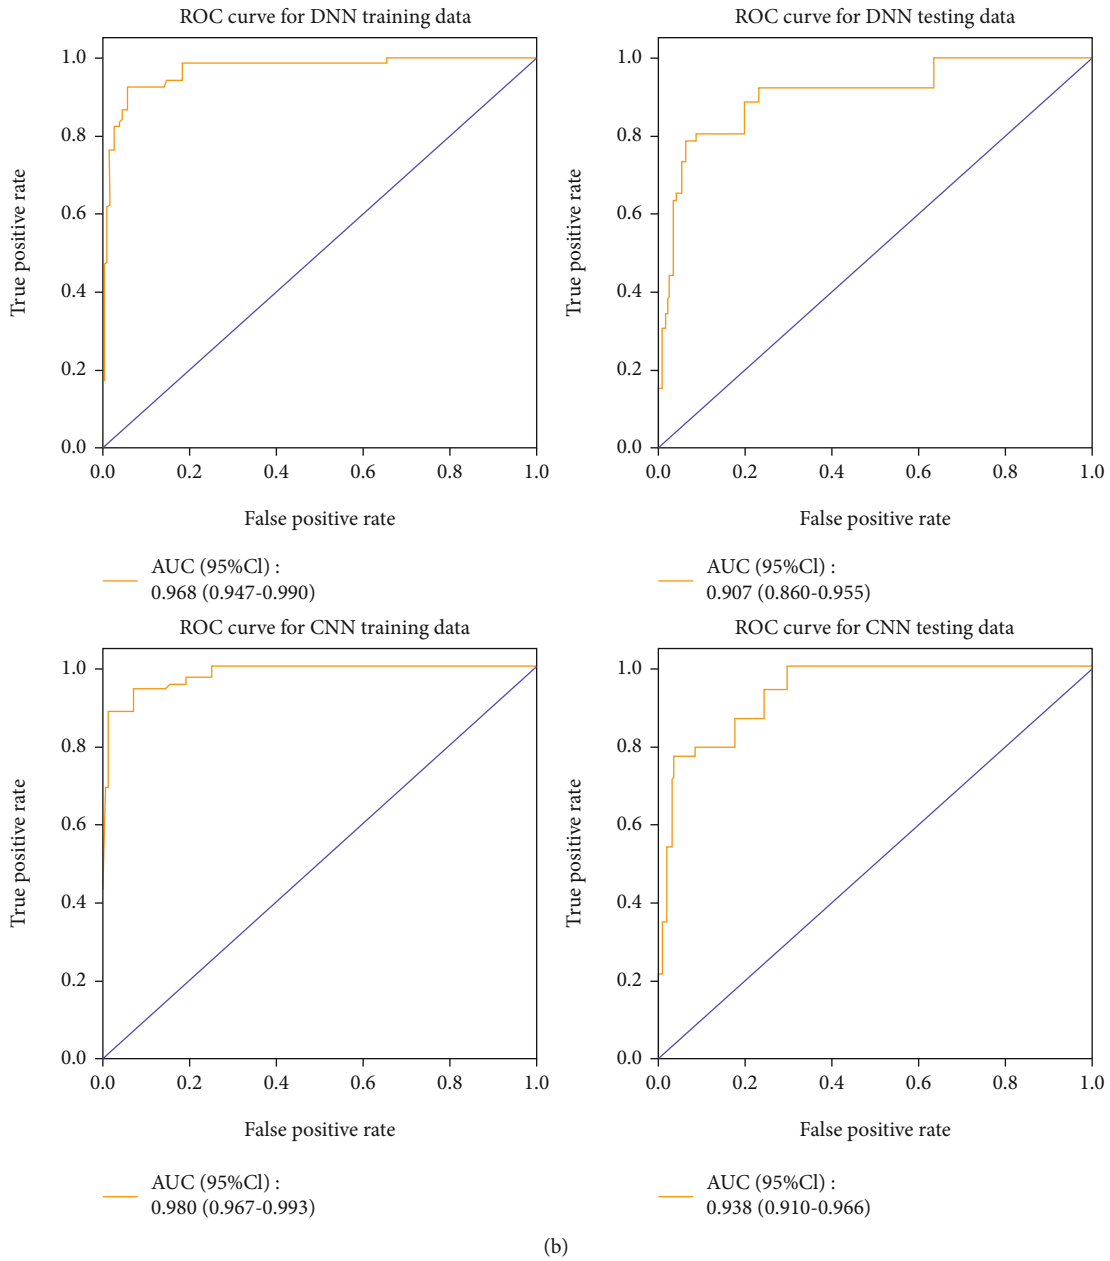 ROC curve for DNN training data
True positive rate
1.0
0.8
0.6
0.4
0.2
0.0
0.0 0.2 0.4 0.6 0.8 1.0
False positive rate
AUC (95%Cl) :
0.968 (0.947-0.990)
ROC curve for DNN testing data
True positive rate
1.0
0.8
0.6
0.4
0.2
0.0
0.0 0.2 0.4 0.6 0.8 1.0
False positive rate
AUC (95%Cl) :
0.907 (0.860-0.955)
ROC curve for CNN training data
True positive rate
1.0
0.8
0.6
0.4
0.2
0.0
0.0 0.2 0.4 0.6 0.8 1.0
False positive rate
AUC (95%Cl) :
0.980 (0.967-0.993)
ROC curve for CNN testing data
True positive rate
1.0
0.8
0.6
0.4
0.2
0.0
0.0 0.2 0.4 0.6 0.8 1.0
False positive rate
AUC (95%Cl) :
0.938 (0.910-0.966)
(b)